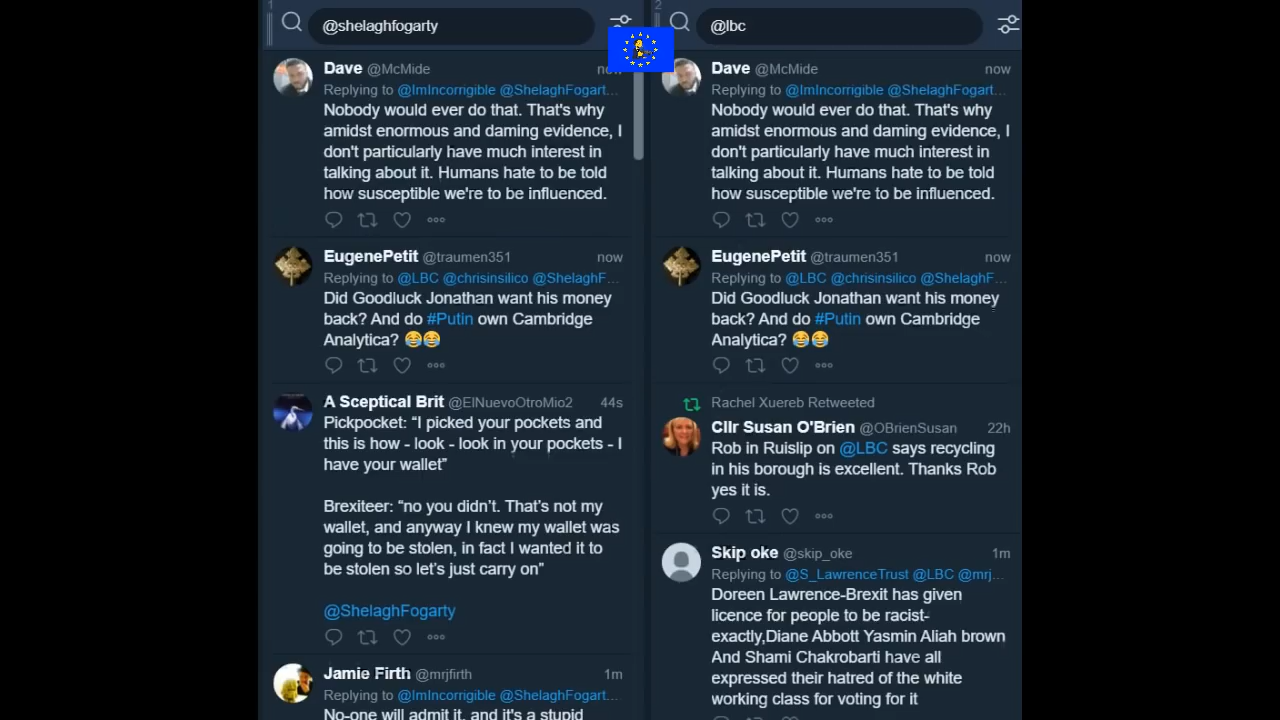 1
@shelaghfogarty
Dave @McMide
now
Replying to @ImIncorrigible @ShelaghFogart...
Nobody would ever do that. That's why
amidst enormous and daming evidence, I
don't particularly have much interest in
talking about it. Humans hate to be told
how susceptible we're to be influenced.
EugenePetit @traumen351
now
Replying to @LBC @chrisinsilico @ShelaghF...
Did Goodluck Jonathan want his money
back? And do #Putin own Cambridge
Analytica? 😂😂
A Sceptical Brit @ElNuevoOtroMio2
44s
Pickpocket: “I picked your pockets and
this is how - look - look in your pockets - I
have your wallet”
Brexiteer: “no you didn’t. That’s not my
wallet, and anyway I knew my wallet was
going to be stolen, in fact I wanted it to
be stolen so let’s just carry on”
@ShelaghFogarty
Jamie Firth @mrjfirth
1m
Replying to @ImIncorrigible @ShelaghFogart...
No-one will admit it, and it's a stupid
2
@lbc
Dave @McMide
now
Replying to @ImIncorrigible @ShelaghFogart...
Nobody would ever do that. That's why
amidst enormous and daming evidence, I
don't particularly have much interest in
talking about it. Humans hate to be told
how susceptible we're to be influenced.
EugenePetit @traumen351
now
Replying to @LBC @chrisinsilico @ShelaghF...
Did Goodluck Jonathan want his money
back? And do #Putin own Cambridge
Analytica? 😂😂
Rachel Xuereb Retweeted
Cllr Susan O'Brien @OBrienSusan
22h
Rob in Ruislip on @LBC says recycling
in his borough is excellent. Thanks Rob
yes it is.
Skip oke @skip_oke
1m
Replying to @S_LawrenceTrust @LBC @mrj...
Doreen Lawrence-Brexit has given
licence for people to be racist-
exactly,Diane Abbott Yasmin Aliah brown
And Shami Chakrobarti have all
expressed their hatred of the white
working class for voting for it